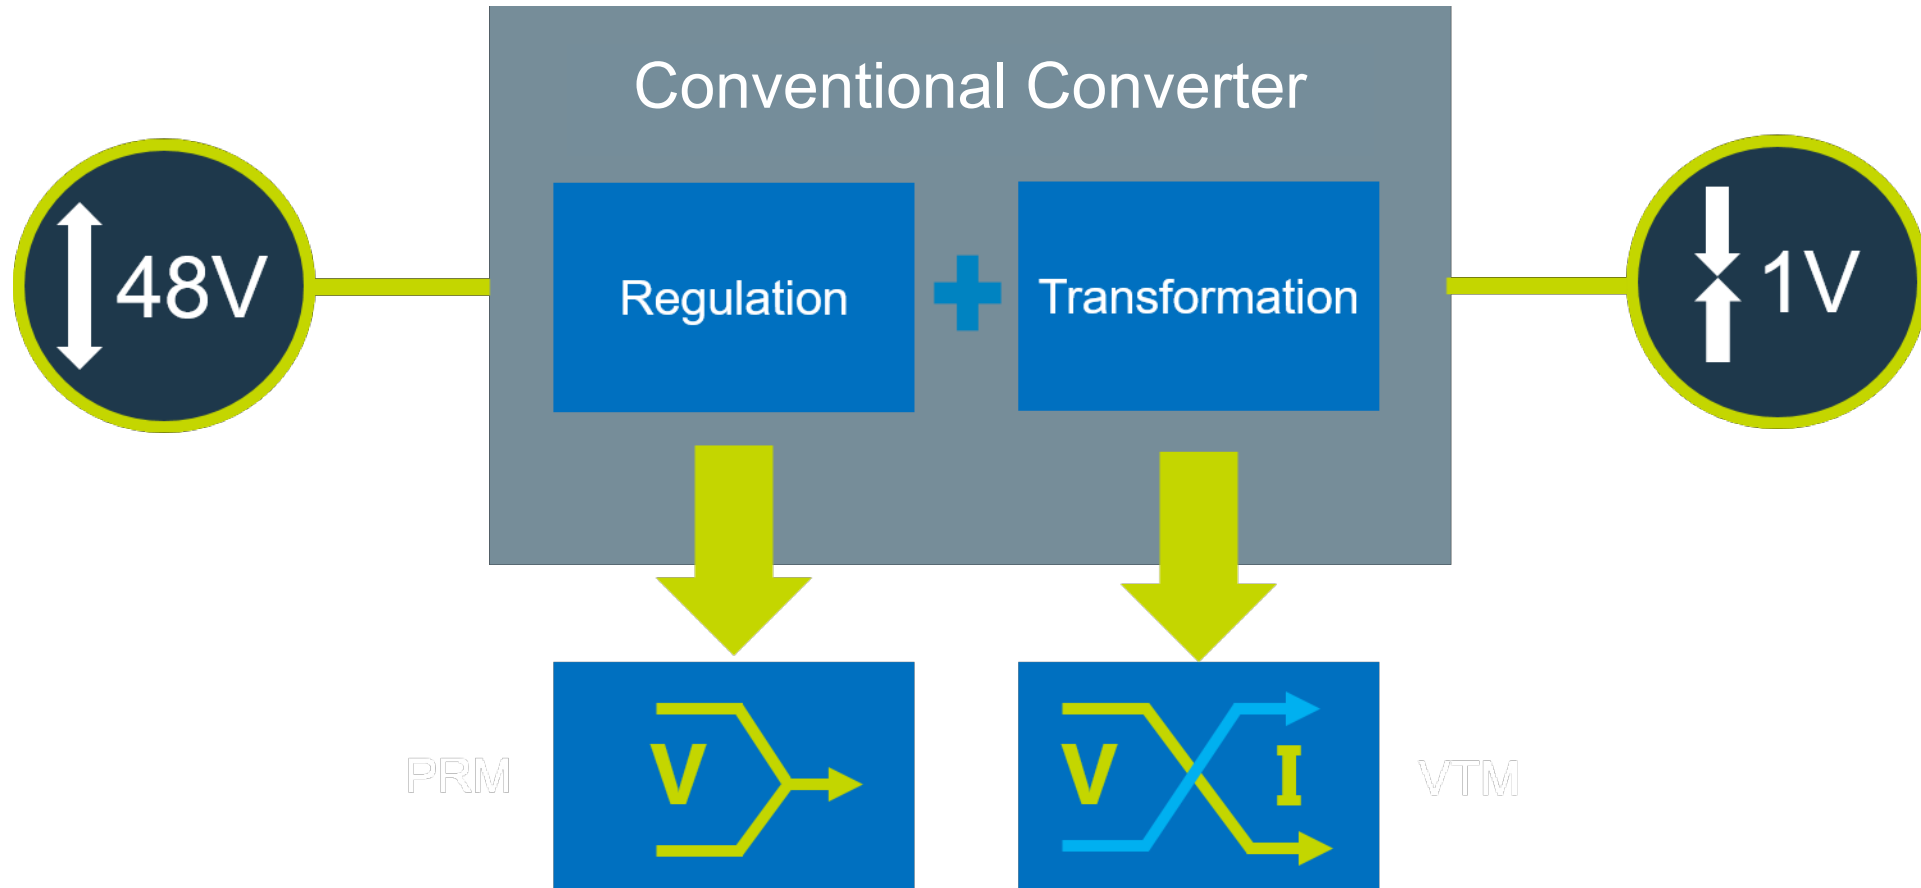 Conventional Converter
48V
Regulation
Transformation
1V
PRM
V
V
I
VTM